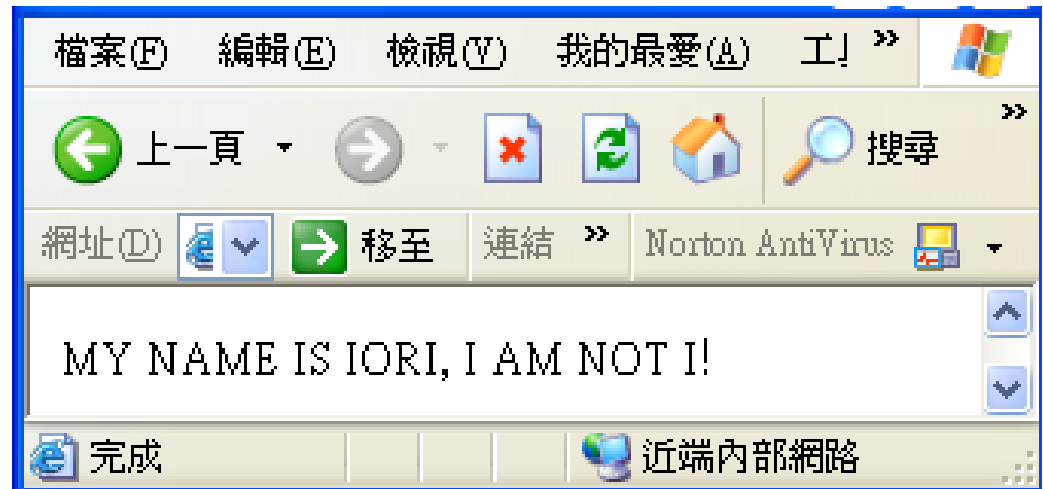 檔案(F) 編輯(E) 檢視(V) 我的最愛(A)
上一頁 搜尋
網址(D) 移至 連結 Norton AntiVirus
MY NAME IS IORI, I AM NOT I!
完成 近端內部網路